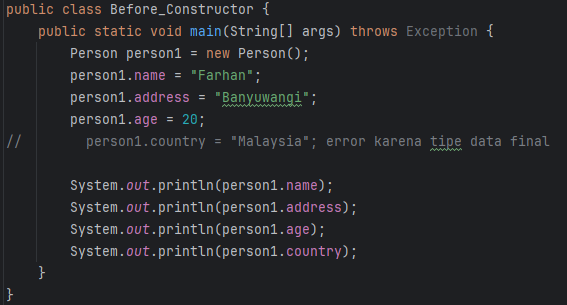 public class Before_Constructor {
    public static void main(String[] args) throws Exception {
        Person person1 = new Person();
        person1.name = "Farhan";
        person1.address = "Banyuwangi";
        person1.age = 20;
//        person1.country = "Malaysia"; error karena tipe data final

        System.out.println(person1.name);
        System.out.println(person1.address);
        System.out.println(person1.age);
        System.out.println(person1.country);
    }
}